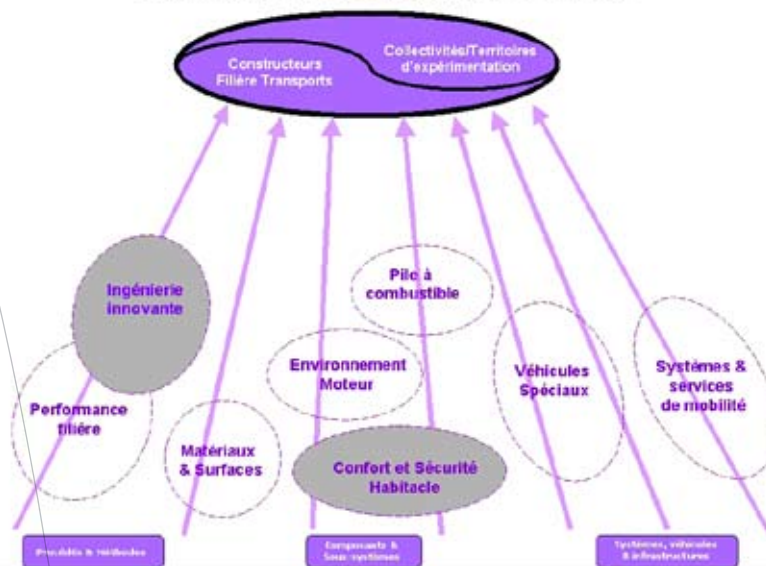 Constructeurs
Filière Transports
Collectivités/Territoires
d'expérimentation
Ingénierie
innovante
Pile à
combustible
Environnement
Moteur
Véhicules
Spéciaux
Systèmes &
services
de mobilité
Performance
filière
Matériaux
& Surfaces
Confort et Sécurité
Habitacle
Procédés & Méthodes
Composants &
Sous-systèmes
Systèmes, véhicules
& infrastructures